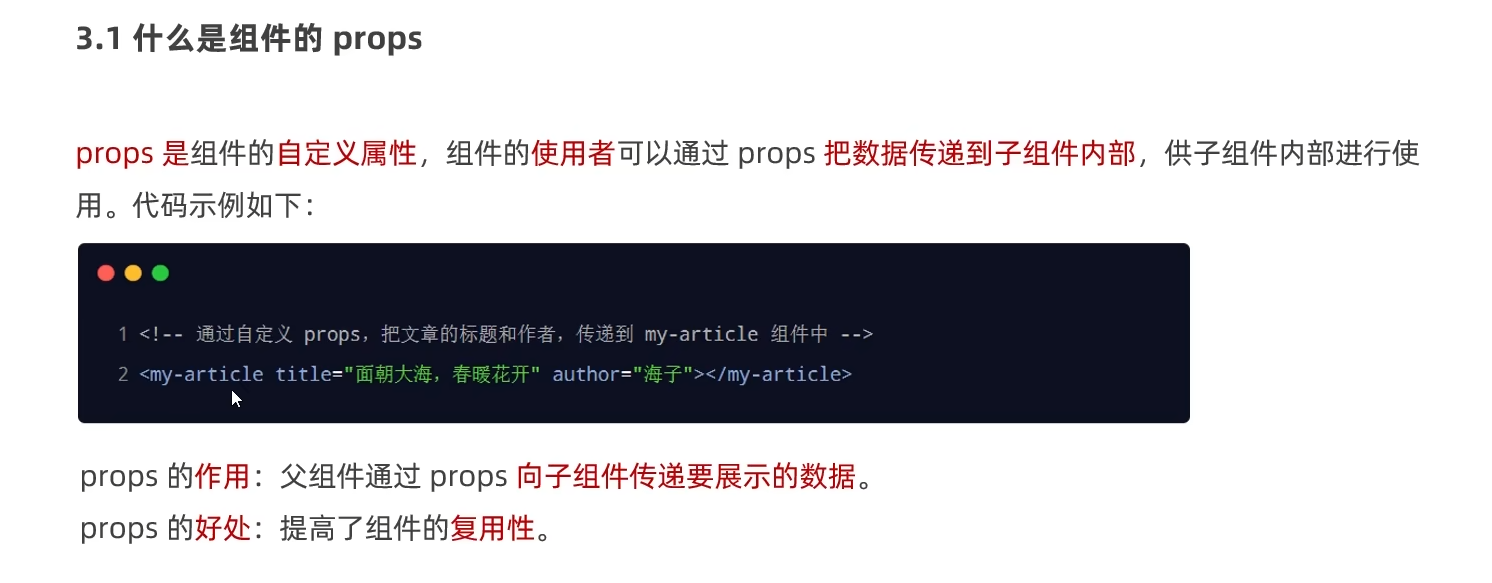 3.1 什么是组件的 props
props 是组件的自定义属性，组件的使用者可以通过 props 把数据传递到子组件内部，供子组件内部进行使
用。代码示例如下：
1 <!-- 通过自定义 props，把文章的标题和作者，传递到 my-article 组件中 -->
2 <my-article title="面朝大海，春暖花开" author="海子"></my-article>
props 的作用：父组件通过 props 向子组件传递要展示的数据。
props 的好处：提高了组件的复用性。